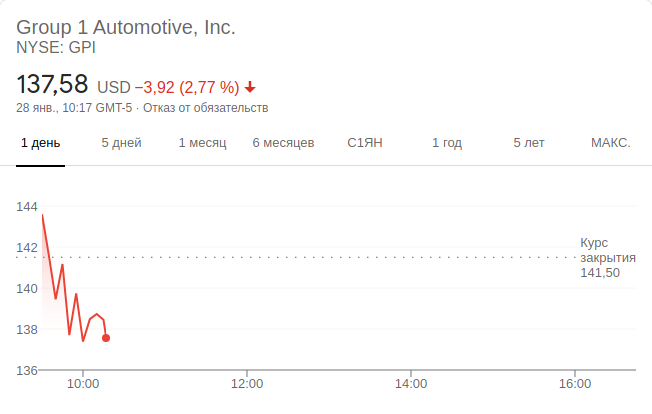 Group 1 Automotive, Inc.
NYSE: GPI
137,58 USD −3,92 (2,77 %)
28 янв., 10:17 GMT-5 · Отказ от обязательств
1 день 5 дней 1 месяц 6 месяцев С1ЯН 1 год 5 лет МАКС.
144
142
140
138
136
Курс
закрытия
141,50
10:00 12:00 14:00 16:00